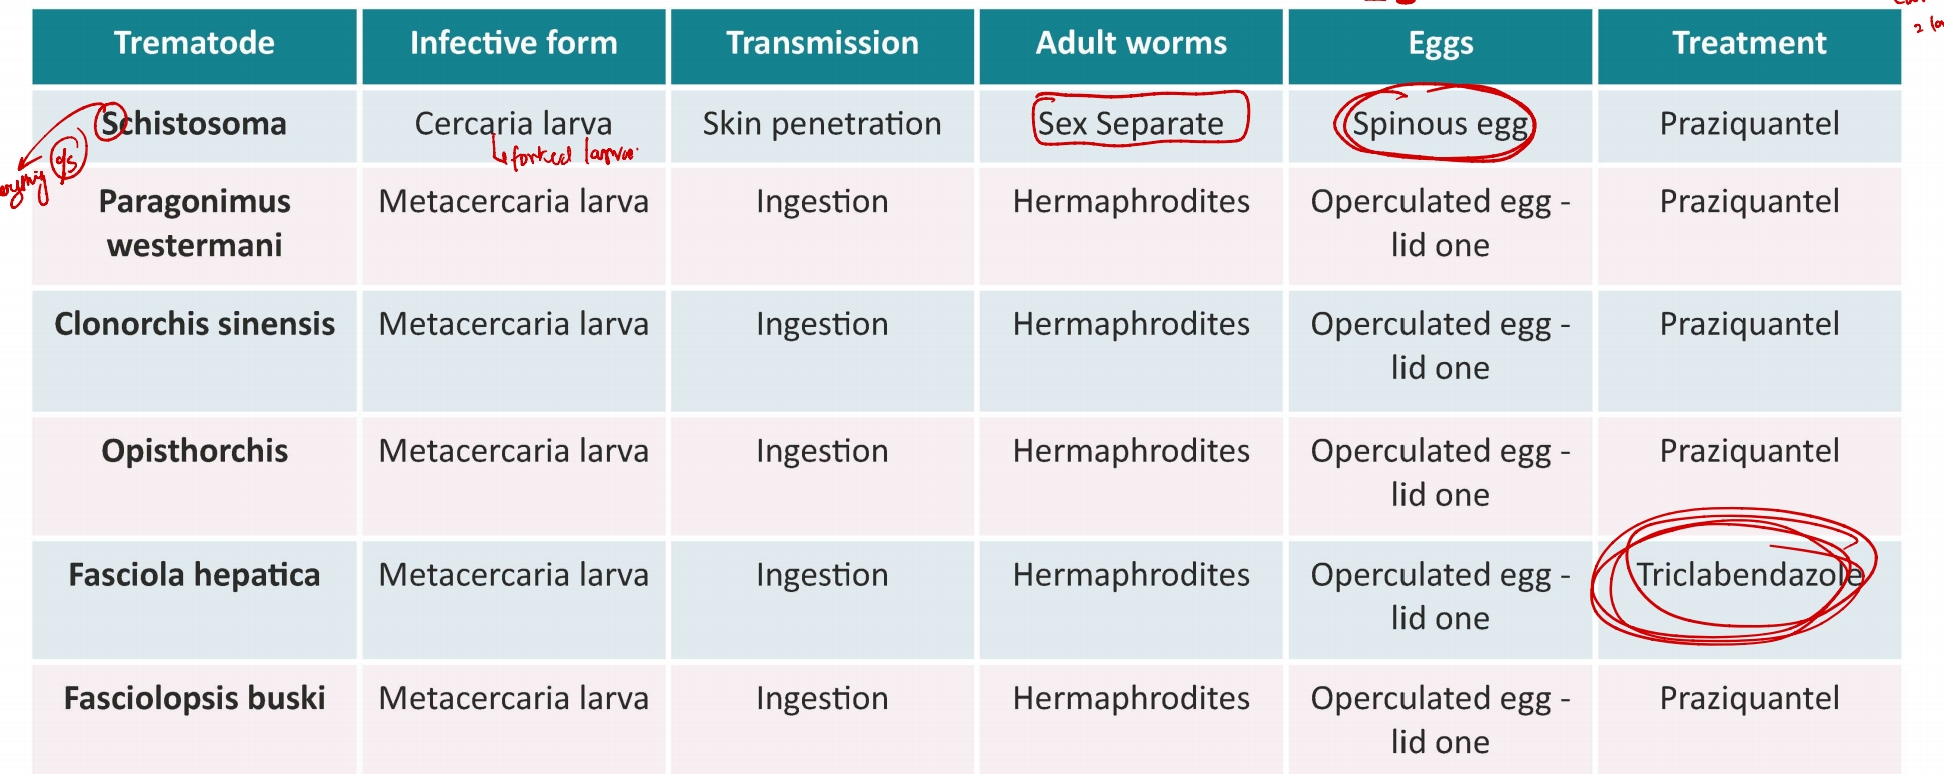 Trematode Infective form Transmission Adult worms Eggs Treatment
Schistosoma Cercaria larva Skin penetration Sex Separate Spinous egg Praziquantel
forked larva
d/s
Paragonimus Metacercaria larva Ingestion Hermaphrodites Operculated egg - Praziquantel
westermani lid one
Clonorchis sinensis Metacercaria larva Ingestion Hermaphrodites Operculated egg - Praziquantel
lid one
Opisthorchis Metacercaria larva Ingestion Hermaphrodites Operculated egg - Praziquantel
lid one
Fasciola hepatica Metacercaria larva Ingestion Hermaphrodites Operculated egg - Triclabendazole
lid one
Fasciolopsis buski Metacercaria larva Ingestion Hermaphrodites Operculated egg - Praziquantel
lid one